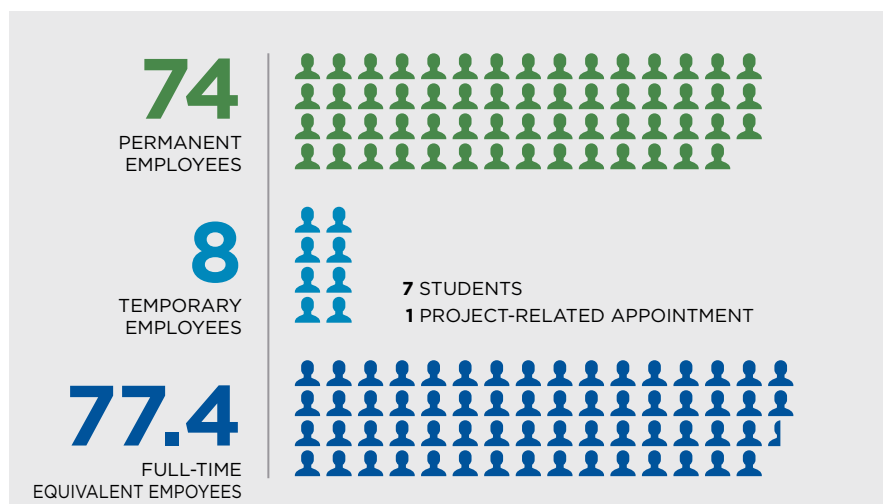 74
PERMANENT
EMPLOYEES
8
TEMPORARY
EMPLOYEES
7 STUDENTS
1 PROJECT-RELATED APPOINTMENT
77.4
FULL-TIME
EQUIVALENT EMPOYEES